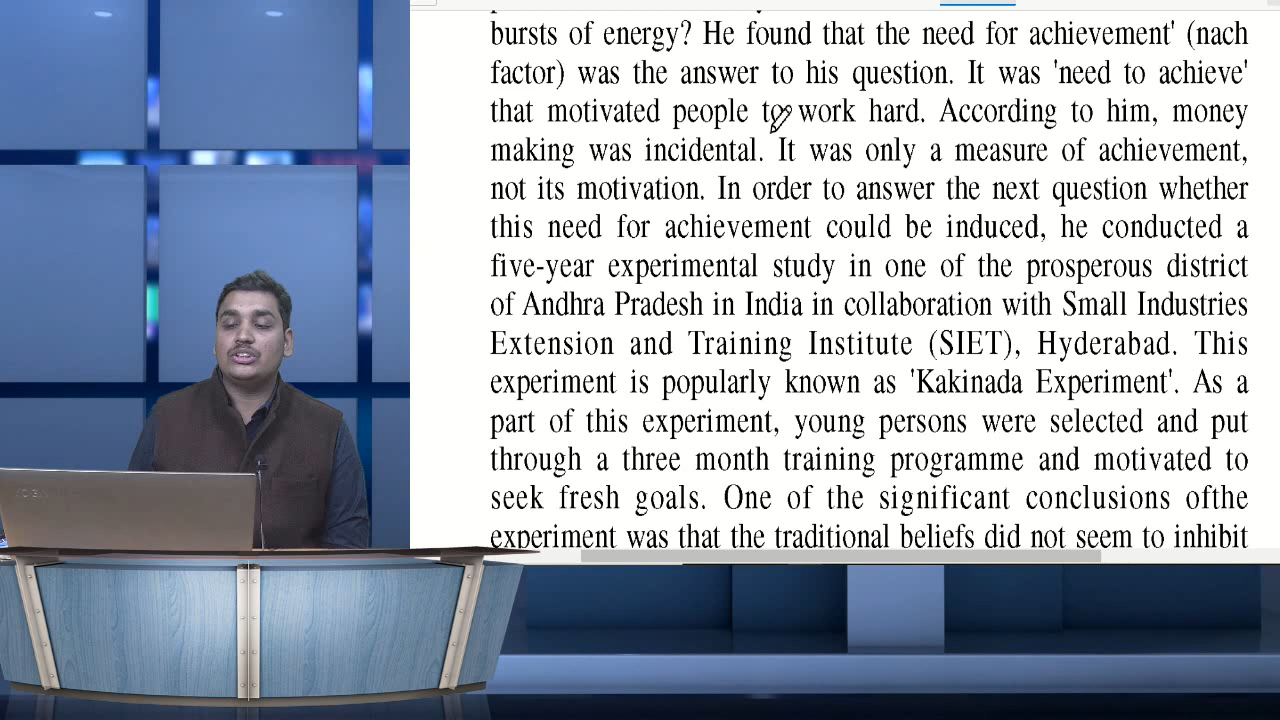 bursts of energy? He found that the need for achievement' (nach
factor) was the answer to his question. It was 'need to achieve'
that motivated people to work hard. According to him, money
making was incidental. It was only a measure of achievement,
not its motivation. In order to answer the next question whether
this need for achievement could be induced, he conducted a
five-year experimental study in one of the prosperous district
of Andhra Pradesh in India in collaboration with Small Industries
Extension and Training Institute (SIET), Hyderabad. This
experiment is popularly known as 'Kakinada Experiment'. As a
part of this experiment, young persons were selected and put
through a three month training programme and motivated to
seek fresh goals. One of the significant conclusions ofthe
experiment was that the traditional beliefs did not seem to inhibit